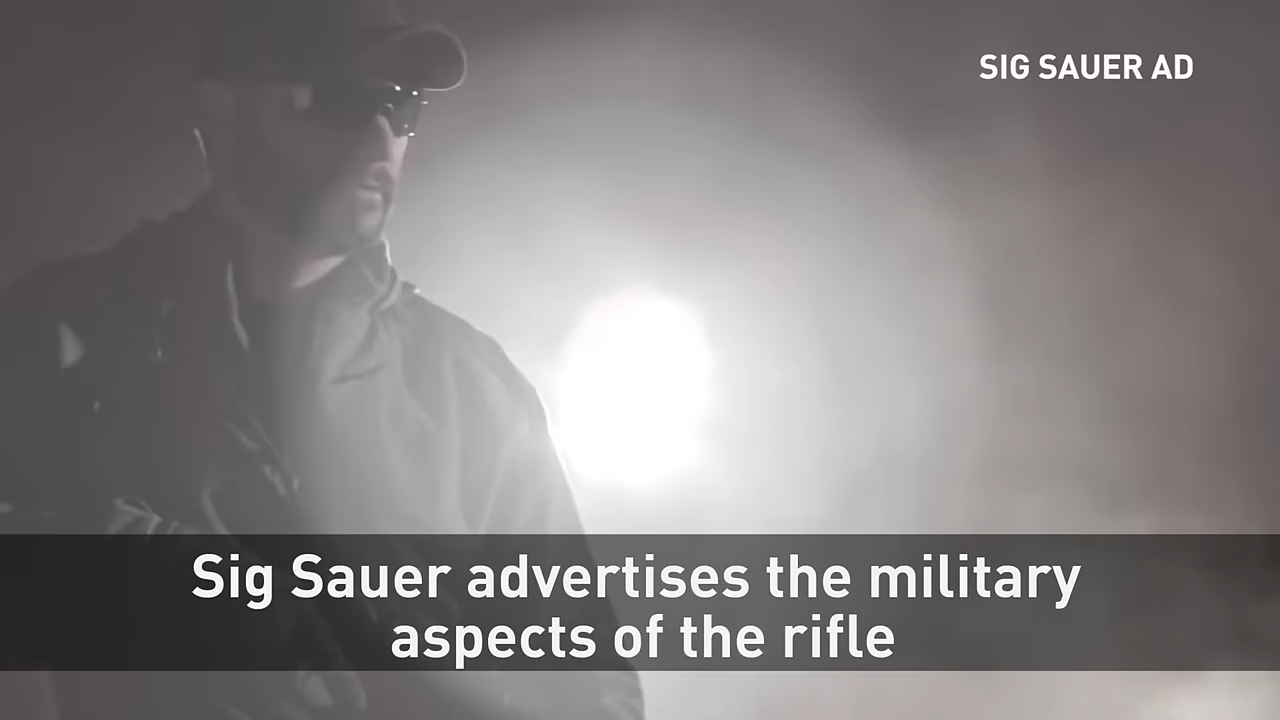 SIG SAUER AD
Sig Sauer advertises the military
aspects of the rifle